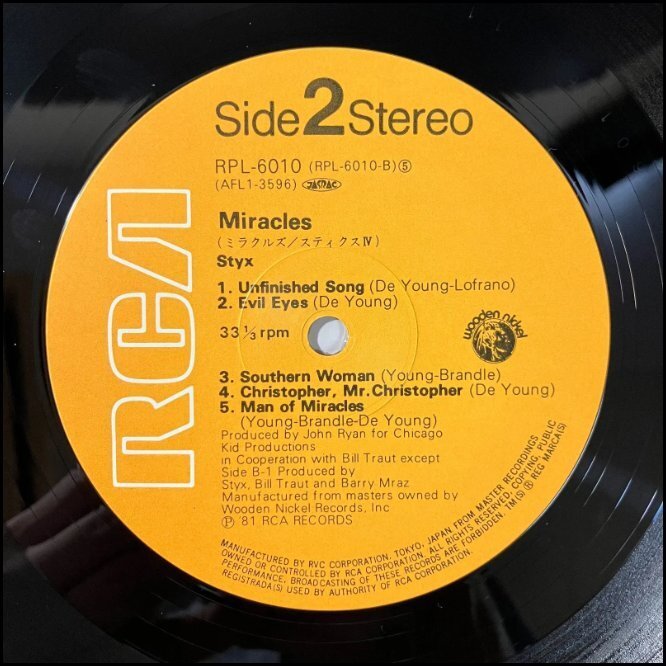 Side 2 Stereo
RPL-6010 (RPL-6010-B)⑤
(AFL1-3596) JASRAC
Miracles
(ミラクルズ/スティクスⅣ)
Styx
1. Unfinished Song (De Young-Lofrano)
2. Evil Eyes (De Young)
33 1/3 rpm
wooden nickel
3. Southern Woman (Young-Brandle)
4. Christopher, Mr. Christopher (De Young)
5. Man of Miracles
(Young-Brandle-De Young)
Produced by John Ryan for Chicago
Kid Productions
in Cooperation with Bill Traut except
Side B-1 Produced by
Styx, Bill Traut and Barry Mraz
Manufactured from masters owned by
Wooden Nickel Records, Inc
Ⓟ '81 RCA RECORDS
RCA
MANUFACTURED BY RVC CORPORATION, TOKYO, JAPAN FROM MASTER RECORDINGS
OWNED OR CONTROLLED BY RCA CORPORATION. ALL RIGHTS RESERVED. COPYING, PUBLIC
PERFORMANCE, BROADCASTING OF THESE RECORDS ARE FORBIDDEN. TM(S) ® REG MARCA(S)
REGISTRADA(S) USED BY AUTHORITY OF RCA CORPORATION.